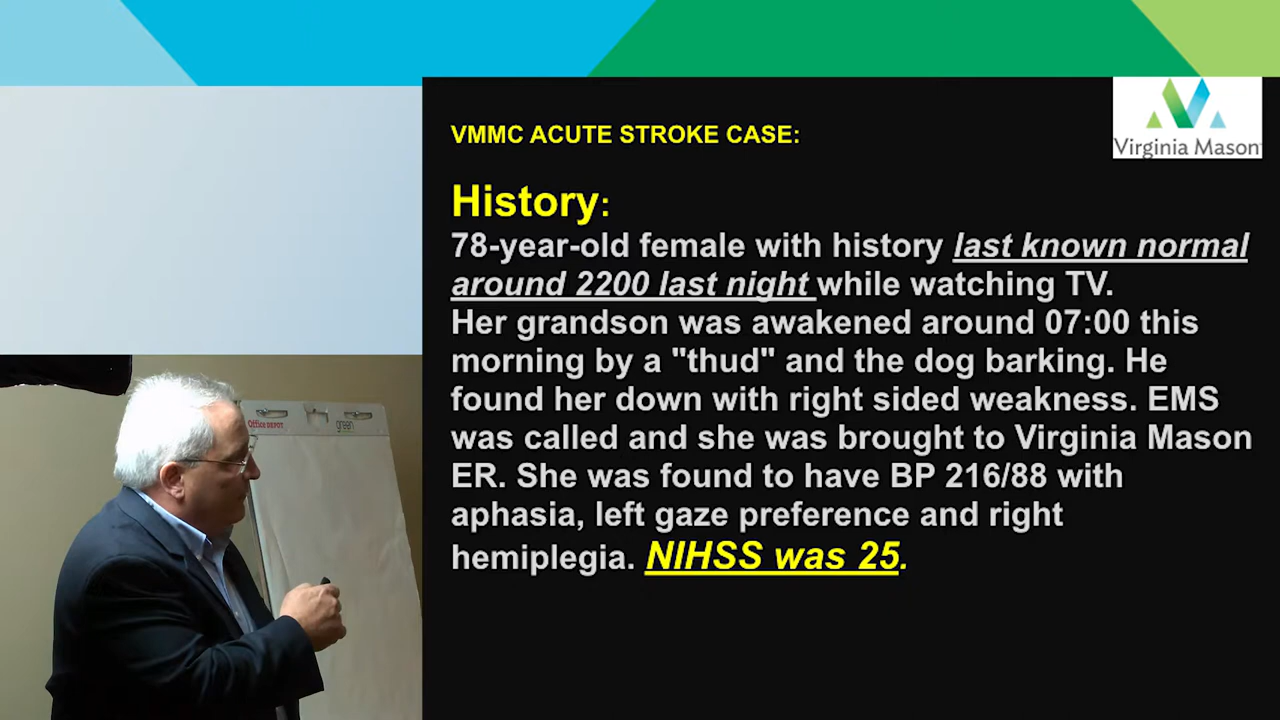 VMMC ACUTE STROKE CASE:
Virginia Mason
History:
78-year-old female with history last known normal
around 2200 last night while watching TV.
Her grandson was awakened around 07:00 this
morning by a "thud" and the dog barking. He
found her down with right sided weakness. EMS
was called and she was brought to Virginia Mason
ER. She was found to have BP 216/88 with
aphasia, left gaze preference and right
hemiplegia. NIHSS was 25.
Office DEPOT
green